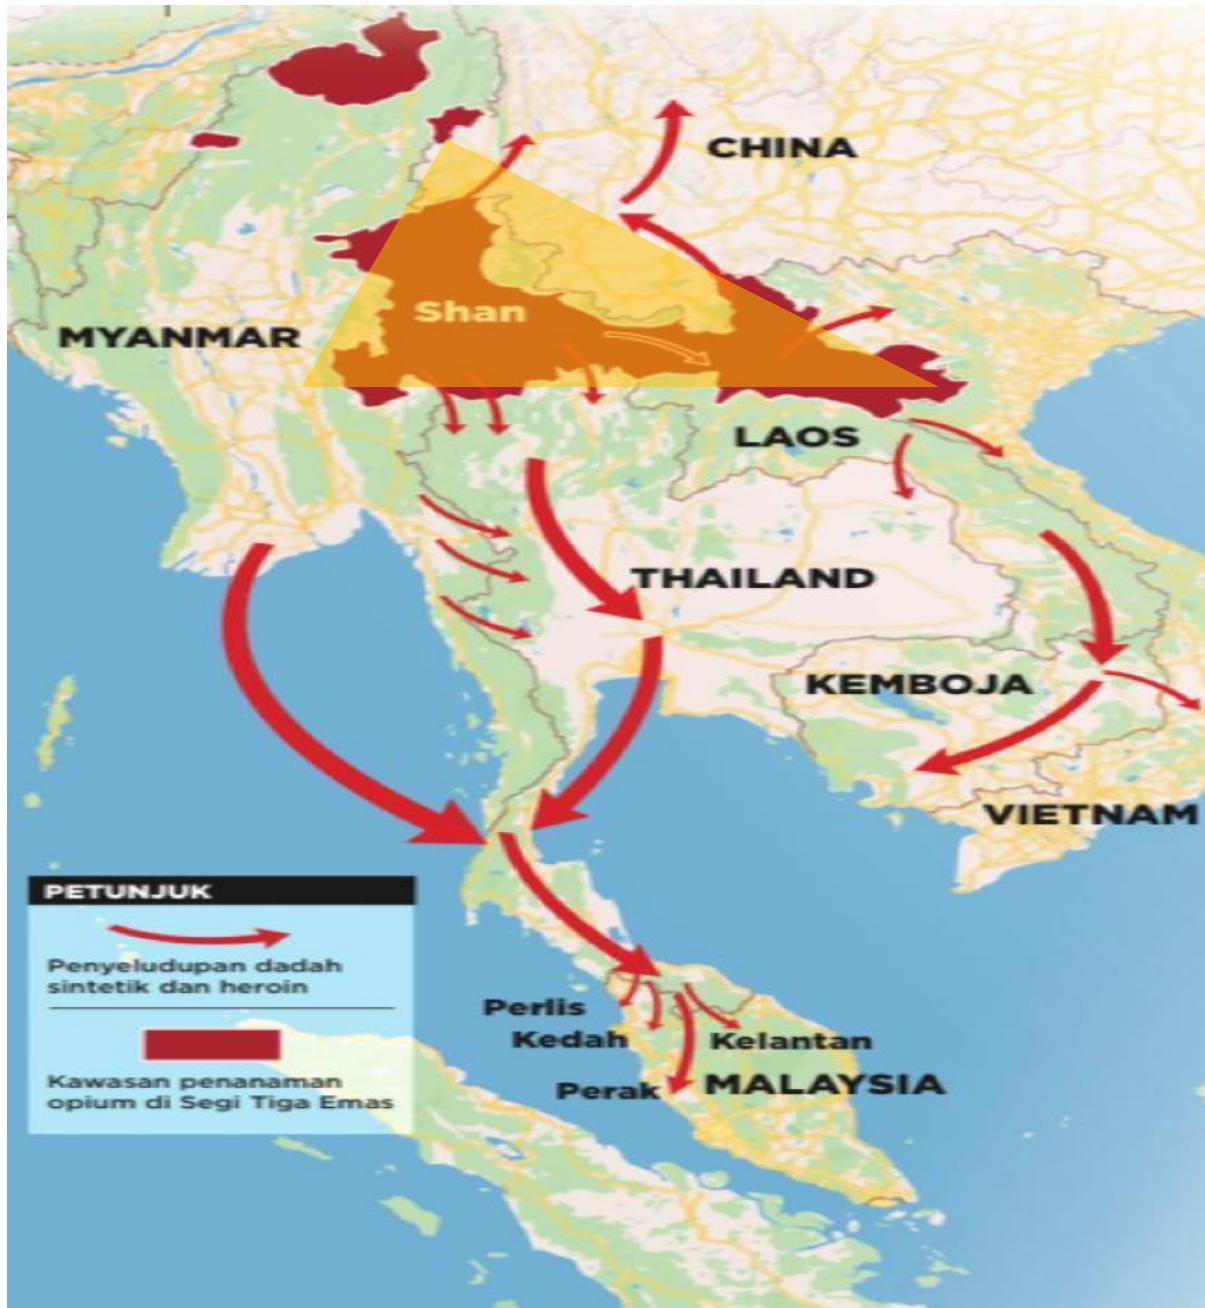 CHINA
Shan
MYANMAR
LAOS
THAILAND
KEMBOJA
VIETNAM
PETUNJUK
Penyeludupan dadah
sintetik dan heroin
Kawasan penanaman
opium di Segi Tiga Emas
Perlis
Kedah
Kelantan
Perak
MALAYSIA